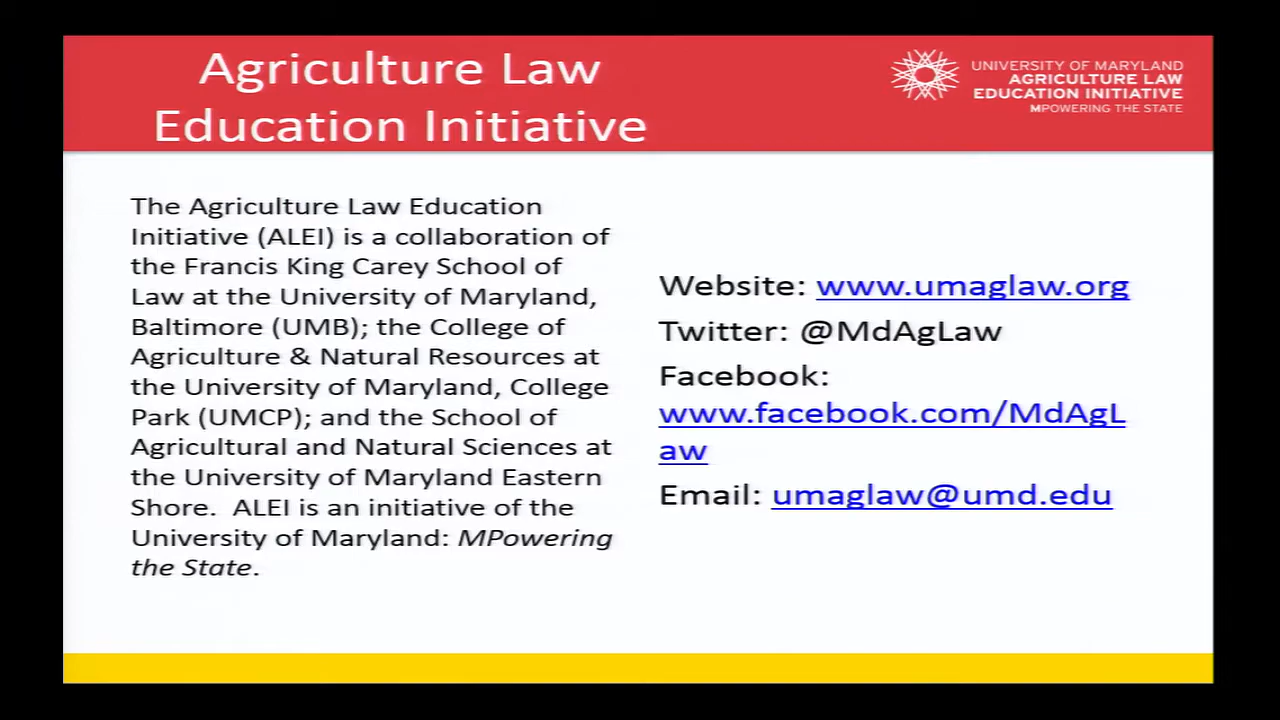 Agriculture Law
Education Initiative
UNIVERSITY OF MARYLAND
AGRICULTURE LAW
EDUCATION INITIATIVE
MPOWERING THE STATE
The Agriculture Law Education
Initiative (ALEI) is a collaboration of
the Francis King Carey School of
Law at the University of Maryland,
Baltimore (UMB); the College of
Agriculture & Natural Resources at
the University of Maryland, College
Park (UMCP); and the School of
Agricultural and Natural Sciences at
the University of Maryland Eastern
Shore.  ALEI is an initiative of the
University of Maryland: MPowering
the State.
Website: www.umaglaw.org
Twitter: @MdAgLaw
Facebook:
www.facebook.com/MdAgL
aw
Email: umaglaw@umd.edu